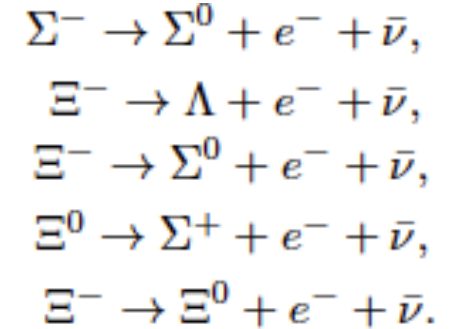 Σ⁻ → Σ⁰ + e⁻ + ν̄,
Ξ⁻ → Λ + e⁻ + ν̄,
Ξ⁻ → Σ⁰ + e⁻ + ν̄,
Ξ⁰ → Σ⁺ + e⁻ + ν̄,
Ξ⁻ → Ξ⁰ + e⁻ + ν̄.